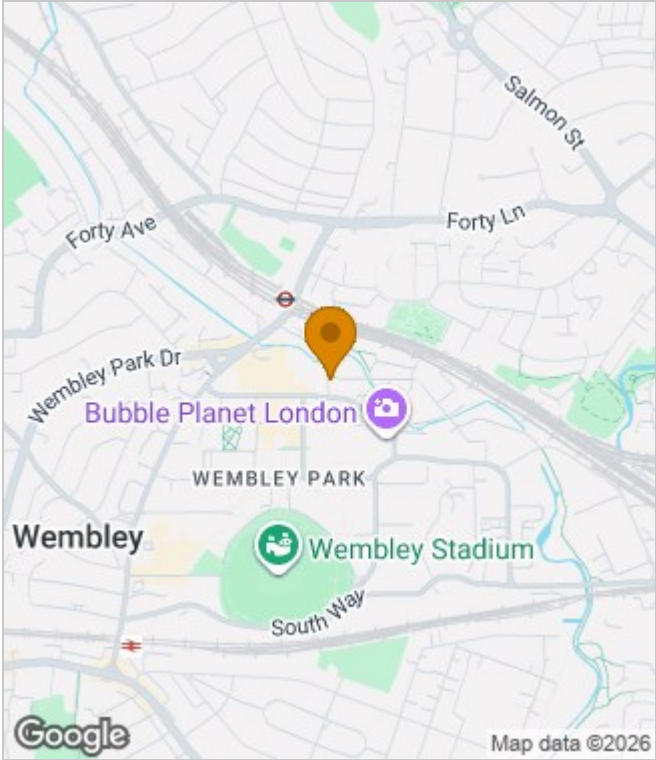 Salmon St
Forty Ave
Forty Ln
Wembley Park Dr
Bubble Planet London
WEMBLEY PARK
Wembley
Wembley Stadium
South Way
Google
Map data ©2026